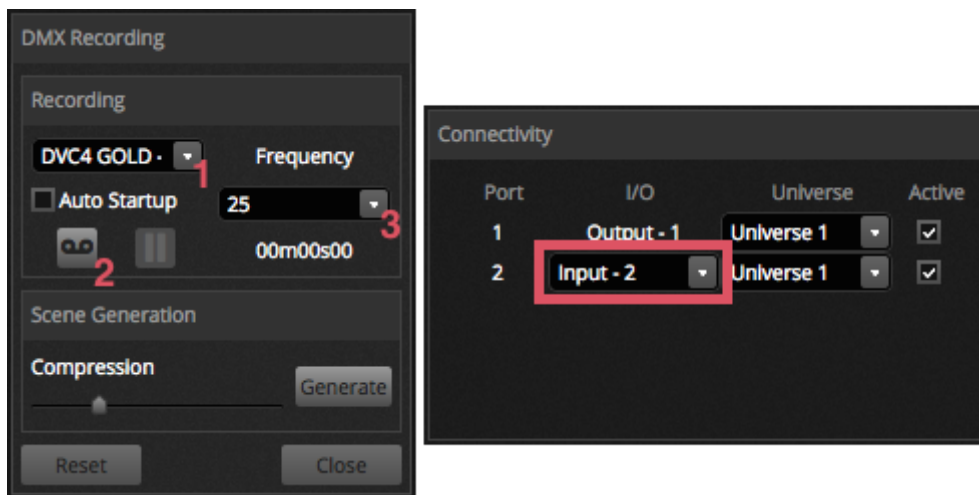 DMX Recording
Recording
DVC4 GOLD -
1
Frequency
Auto Startup
25
3
2
00m00s00
Scene Generation
Compression
Generate
Reset
Close
Connectivity
Port I/O Universe Active
1 Output - 1 Universe 1
2 Input - 2 Universe 1